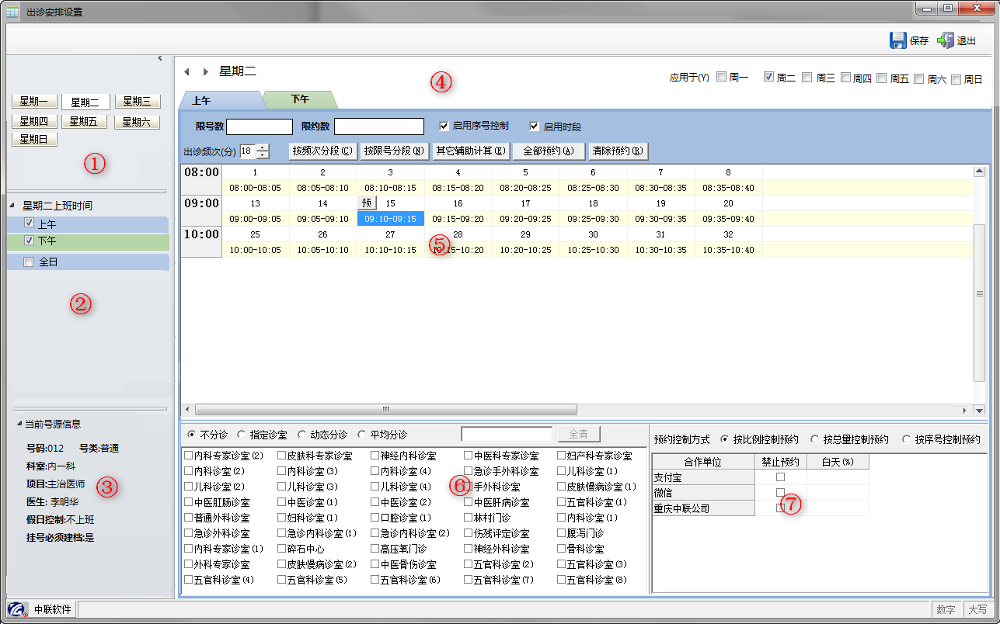 出诊安排设置
保存 退出
星期一 星期二 星期三
星期四 星期五 星期六
星期日
①
星期二上班时间
上午
下午
全日
②
当前号源信息
号码:012 号类:普通
科室:内一科
项目:主治医师
③
医生: 李明华
假日控制:不上班
挂号必须建档:是
星期二 ④ 应用于(Y) 周一 周二 周三 周四 周五 周六 周日
上午 下午
限号数 限约数 启用序号控制 启用时段
出诊频次(分) 18 按频次分段(C) 按限号分段(N) 其它辅助计算(E) 全部预约(A) 清除预约(R)
08:00 1 2 3 4 5 6 7 8
08:00-08:05 08:05-08:10 08:10-08:15 08:15-08:20 08:20-08:25 08:25-08:30 08:30-08:35 08:35-08:40
09:00 13 14 预 15 16 17 18 19 20
09:00-09:05 09:05-09:10 09:10-09:15 09:15-09:20 09:20-09:25 09:25-09:30 09:30-09:35 09:35-09:40
10:00 25 26 27 28 29 30 31 32
10:00-10:05 10:05-10:10 10:10-10:15 10:15-10:20 10:20-10:25 10:25-10:30 10:30-10:35 10:35-10:40
⑤
不分诊 指定诊室 动态分诊 平均分诊 全清
内科专家诊室(2) 皮肤科专家诊室 神经内科诊室 中医科专家诊室 妇产科专家诊室
内科诊室(2) 内科诊室(3) 内科诊室(4) 急诊手外科诊室 儿科诊室(1)
儿科诊室(2) 儿科诊室(3) 儿科诊室(4) 手外科诊室 皮肤慢病诊室(1)
⑥
中医肛肠诊室 中医诊室(1) 中医诊室(2) 中医肝病诊室 五官科诊室(1)
普通外科诊室 妇科诊室(1) 口腔诊室(1) 林村门诊 内科诊室(1)
急诊外科诊室 急诊内科诊室(1) 急诊内科诊室(2) 伤残评定诊室 腹泻门诊
内科专家诊室(1) 碎石中心 高压氧门诊 神经外科诊室 骨科诊室
外科专家诊室 皮肤慢病诊室(2) 中医骨伤诊室 五官科诊室(2) 五官科诊室(3)
五官科诊室(4) 五官科诊室(5) 五官科诊室(6) 五官科诊室(7) 五官科诊室(8)
预约控制方式 按比例控制预约 按总量控制预约 按序号控制预约
合作单位 禁止预约 白天(%)
支付宝
微信
重庆中联公司
⑦
中联软件 数字 大写